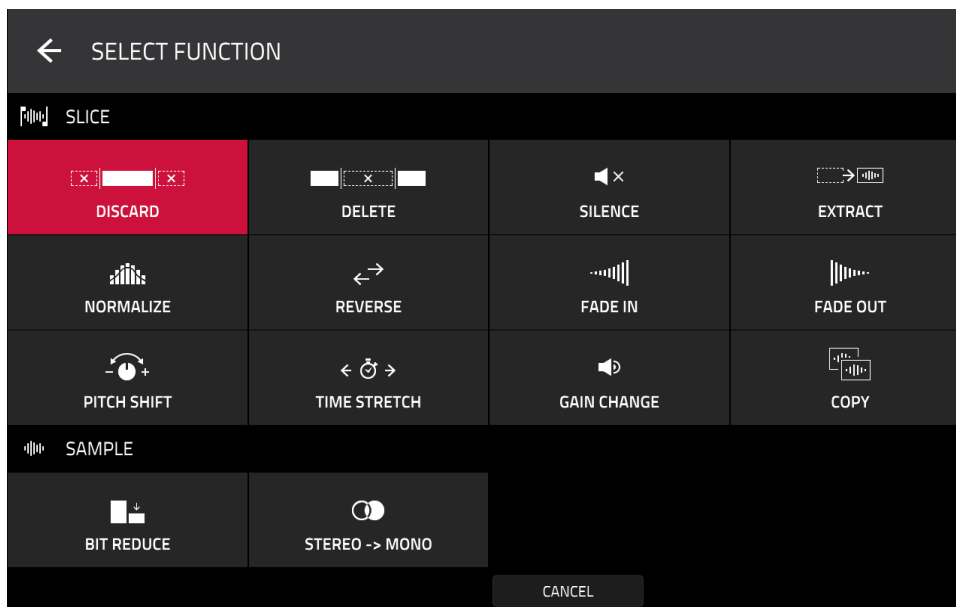 SELECT FUNCTION
SLICE
DISCARD DELETE SILENCE EXTRACT
NORMALIZE REVERSE FADE IN FADE OUT
PITCH SHIFT TIME STRETCH GAIN CHANGE COPY
SAMPLE
BIT REDUCE STEREO -> MONO
CANCEL